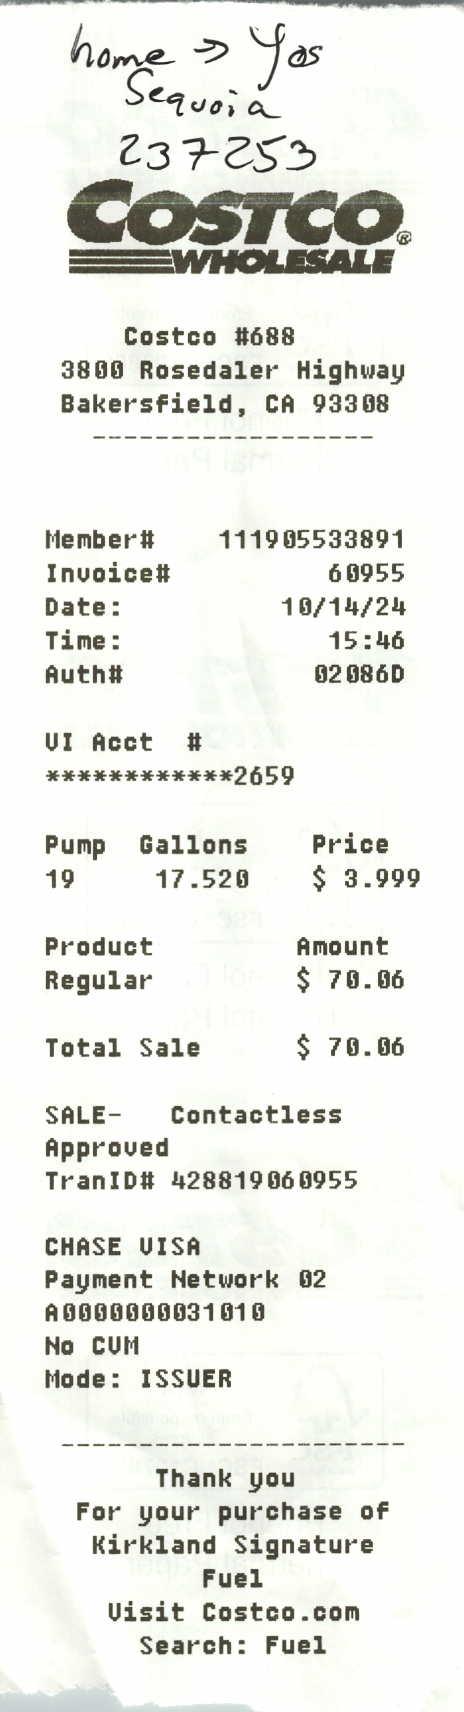 home → Yos
Sequoia
237253
COSTCO
WHOLESALE
Costco #688
3800 Rosedaler Highway
Bakersfield, CA 93308
------------------
Member# 111905533891
Invoice# 60955
Date: 10/14/24
Time: 15:46
Auth# 02086D
VI Acct #
************2659
Pump Gallons Price
19 17.520 $ 3.999
Product Amount
Regular $ 70.06
Total Sale $ 70.06
SALE- Contactless
Approved
TranID# 428819060955
CHASE VISA
Payment Network 02
A0000000031010
No CVM
Mode: ISSUER
----------------------
Thank you
For your purchase of
Kirkland Signature
Fuel
Visit Costco.com
Search: Fuel